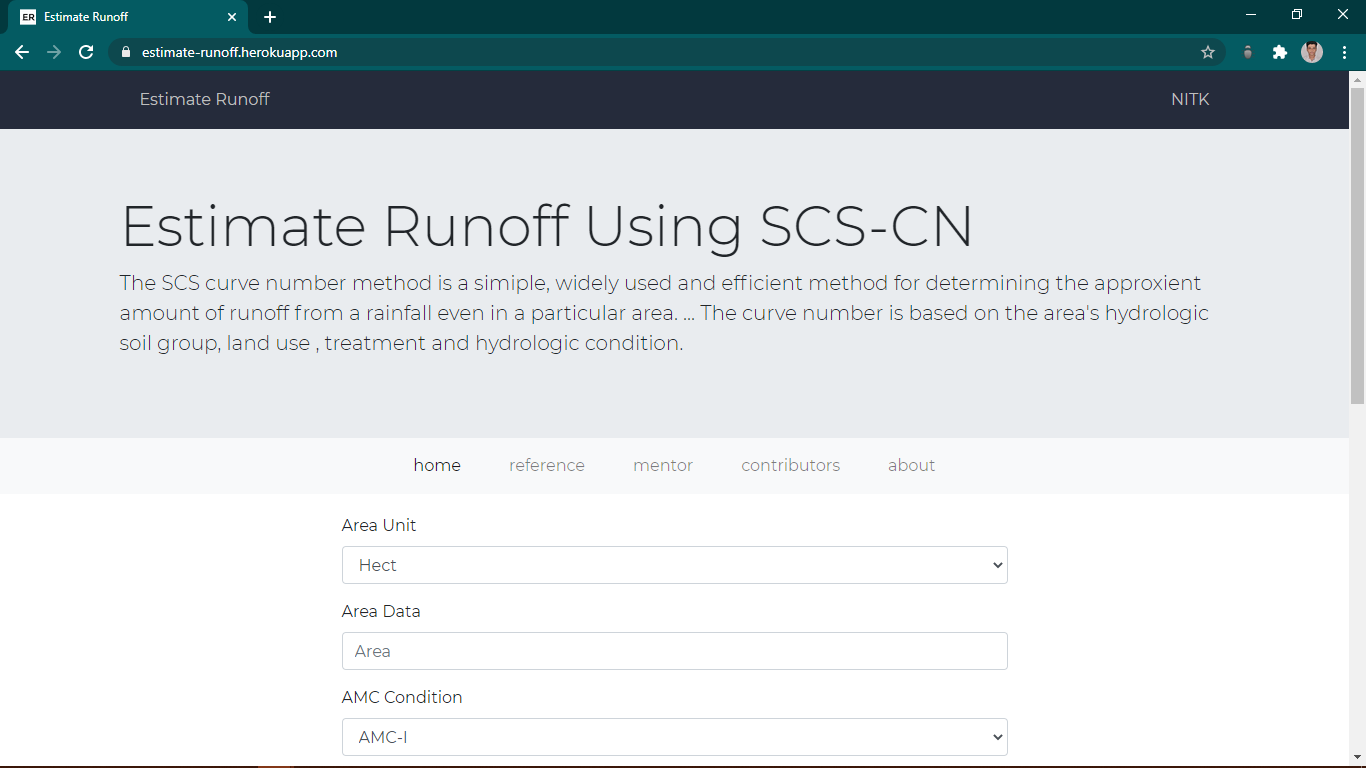 ER Estimate Runoff
estimate-runoff.herokuapp.com
Estimate Runoff NITK
Estimate Runoff Using SCS-CN
The SCS curve number method is a simiple, widely used and efficient method for determining the approxient
amount of runoff from a rainfall even in a particular area. ... The curve number is based on the area's hydrologic
soil group, land use , treatment and hydrologic condition.
home reference mentor contributors about
Area Unit
Hect
Area Data
Area
AMC Condition
AMC-I